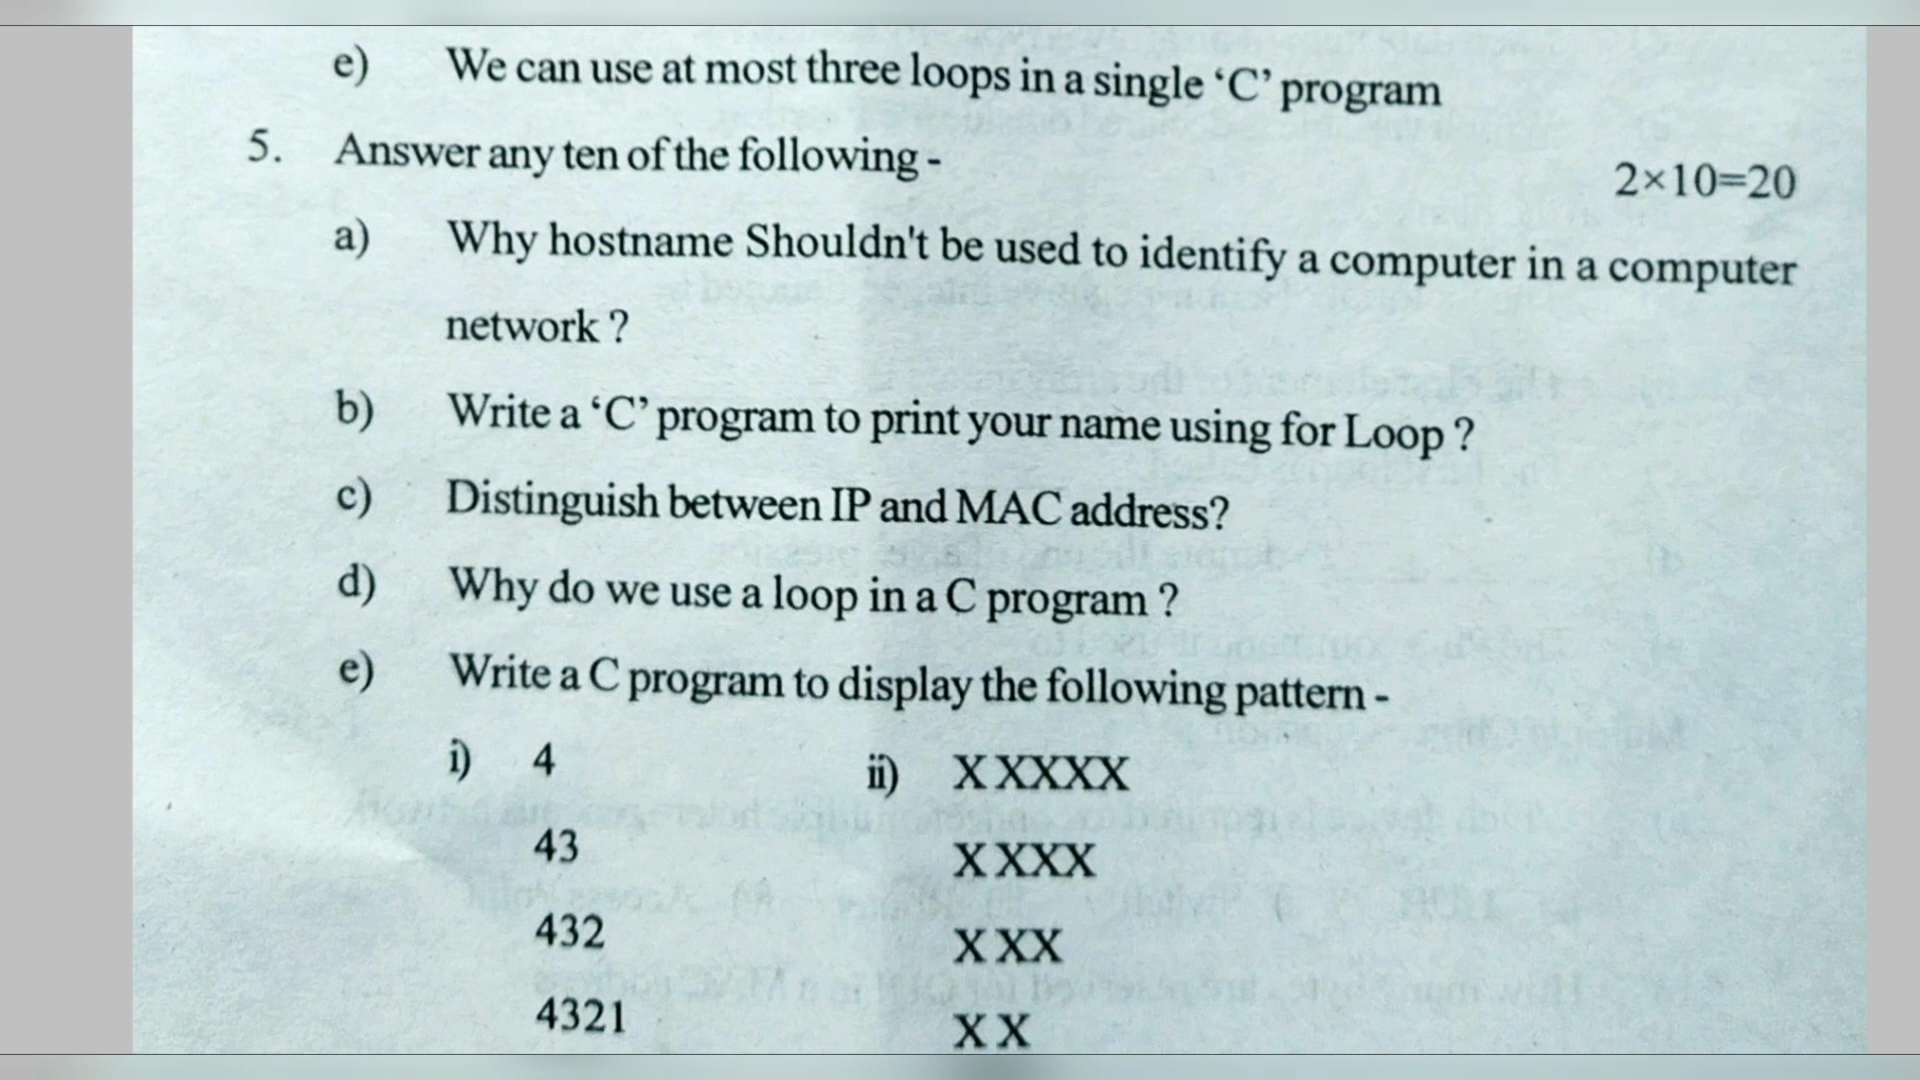 e) We can use at most three loops in a single ‘C’ program
5. Answer any ten of the following -
2×10=20
a) Why hostname Shouldn't be used to identify a computer in a computer
network ?
b) Write a ‘C’ program to print your name using for Loop ?
c) Distinguish between IP and MAC address?
d) Why do we use a loop in a C program ?
e) Write a C program to display the following pattern -
i) 4 ii) X XXXX
43 X XXX
432 X XX
4321 X X